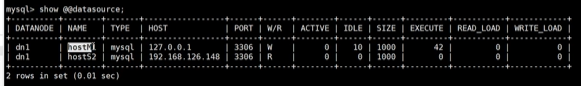 mysql> show @@datasource;
+----------+--------+-------+-----------------+------+------+--------+------+------+---------+-----------+------------+
| DATANODE | NAME | TYPE | HOST | PORT | W/R | ACTIVE | IDLE | SIZE | EXECUTE | READ_LOAD | WRITE_LOAD |
+----------+--------+-------+-----------------+------+------+--------+------+------+---------+-----------+------------+
| dn1 | hostM1 | mysql | 127.0.0.1 | 3306 | W | 0 | 10 | 1000 | 42 | 0 | 0 |
| dn1 | hostS2 | mysql | 192.168.126.148 | 3306 | R | 0 | 0 | 1000 | 0 | 0 | 0 |
+----------+--------+-------+-----------------+------+------+--------+------+------+---------+-----------+------------+
2 rows in set (0.01 sec)